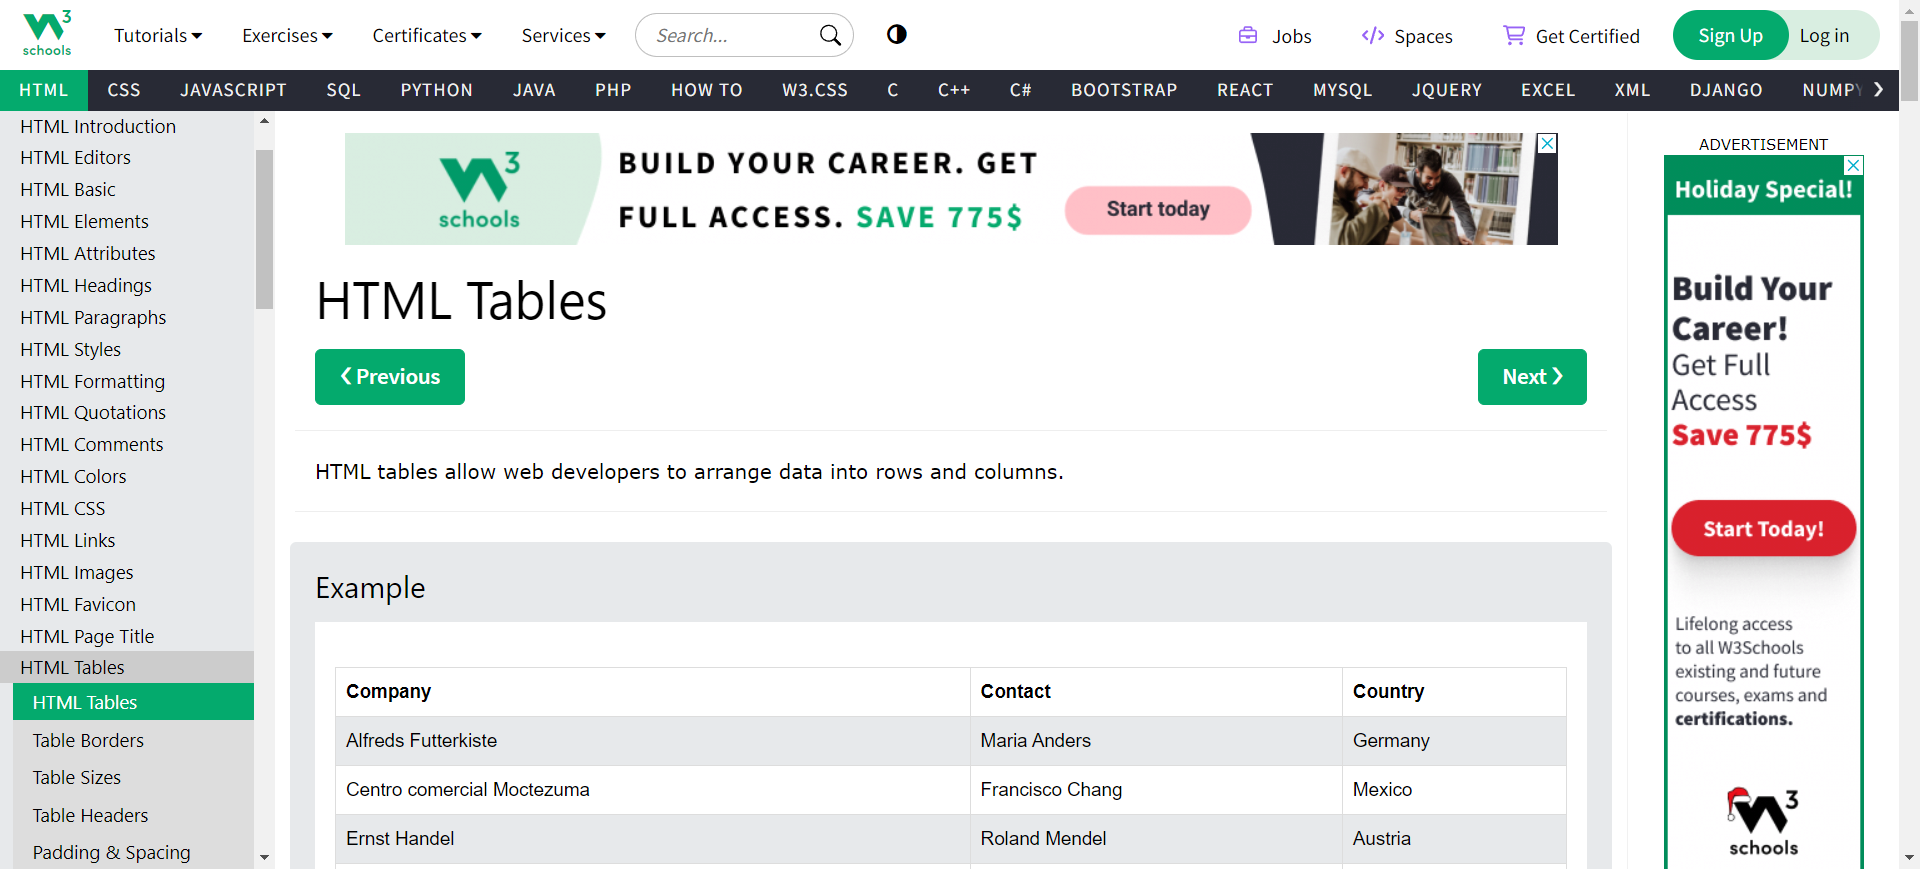 W3 schools
Tutorials
Exercises
Certificates
Services
Search...
Jobs
Spaces
Get Certified
Sign Up
Log in
HTML
CSS
JAVASCRIPT
SQL
PYTHON
JAVA
PHP
HOW TO
W3.CSS
C
C++
C#
BOOTSTRAP
REACT
MYSQL
JQUERY
EXCEL
XML
DJANGO
NUMPY
HTML Introduction
HTML Editors
HTML Basic
HTML Elements
HTML Attributes
HTML Headings
HTML Paragraphs
HTML Styles
HTML Formatting
HTML Quotations
HTML Comments
HTML Colors
HTML CSS
HTML Links
HTML Images
HTML Favicon
HTML Page Title
HTML Tables
HTML Tables
Table Borders
Table Sizes
Table Headers
Padding & Spacing
W3 schools
BUILD YOUR CAREER. GET
FULL ACCESS. SAVE 775$
Start today
HTML Tables
❮ Previous
Next ❯
HTML tables allow web developers to arrange data into rows and columns.
Example
Company Contact Country
Alfreds Futterkiste Maria Anders Germany
Centro comercial Moctezuma Francisco Chang Mexico
Ernst Handel Roland Mendel Austria
ADVERTISEMENT
Holiday Special!
Build Your
Career!
Get Full
Access
Save 775$
Start Today!
Lifelong access
to all W3Schools
existing and future
courses, exams and
certifications.
W3 schools